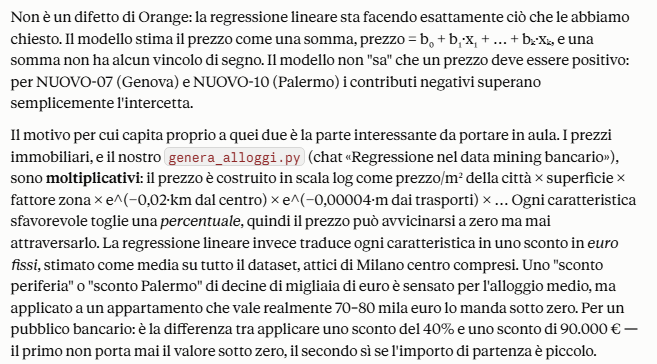 Non è un difetto di Orange: la regressione lineare sta facendo esattamente ciò che le abbiamo
chiesto. Il modello stima il prezzo come una somma, prezzo = b₀ + b₁·x₁ + … + bₖ·xₖ, e una
somma non ha alcun vincolo di segno. Il modello non "sa" che un prezzo deve essere positivo:
per NUOVO-07 (Genova) e NUOVO-10 (Palermo) i contributi negativi superano
semplicemente l'intercetta.
Il motivo per cui capita proprio a quei due è la parte interessante da portare in aula. I prezzi
immobiliari, e il nostro genera_alloggi.py (chat «Regressione nel data mining bancario»),
sono moltiplicativi: il prezzo è costruito in scala log come prezzo/m² della città × superficie ×
fattore zona × e^(−0,02·km dal centro) × e^(−0,00004·m dai trasporti) × … Ogni caratteristica
sfavorevole toglie una percentuale, quindi il prezzo può avvicinarsi a zero ma mai
attraversarlo. La regressione lineare invece traduce ogni caratteristica in uno sconto in euro
fissi, stimato come media su tutto il dataset, attici di Milano centro compresi. Uno "sconto
periferia" o "sconto Palermo" di decine di migliaia di euro è sensato per l'alloggio medio, ma
applicato a un appartamento che vale realmente 70–80 mila euro lo manda sotto zero. Per un
pubblico bancario: è la differenza tra applicare uno sconto del 40% e uno sconto di 90.000 € —
il primo non porta mai il valore sotto zero, il secondo sì se l'importo di partenza è piccolo.